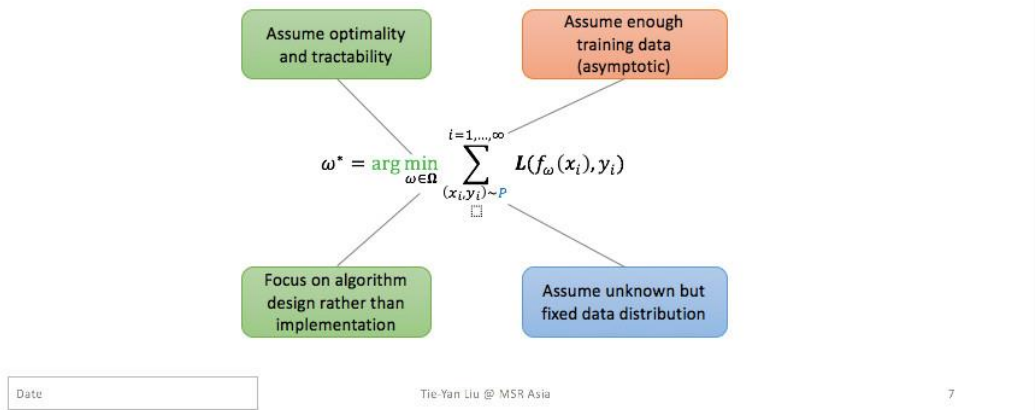 Assume optimality
and tractability
Assume enough
training data
(asymptotic)
i=1,...,∞
ω* = arg min ∑ L(f_ω(x_i), y_i)
ω∈Ω
(x_i,y_i)~P
Focus on algorithm
design rather than
implementation
Assume unknown but
fixed data distribution
Date
Tie-Yan Liu @ MSR Asia
7